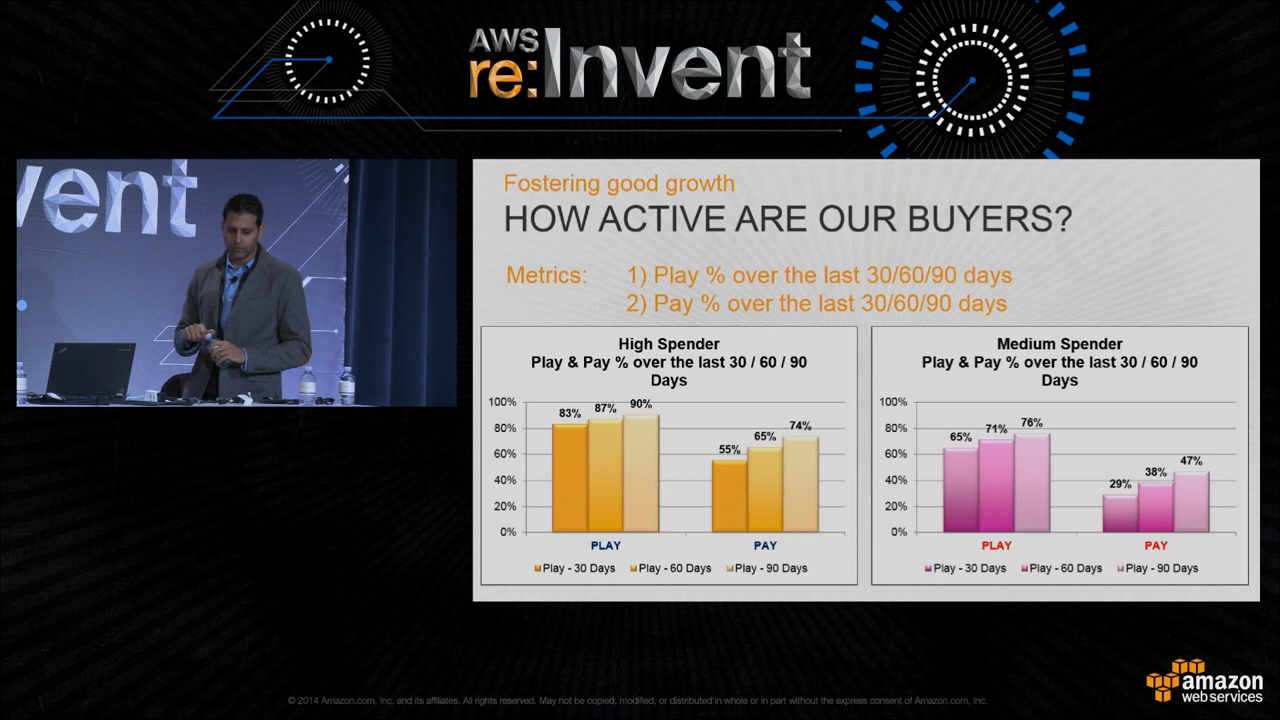 AWS
re:Invent
vent
Fostering good growth
HOW ACTIVE ARE OUR BUYERS?
Metrics: 1) Play % over the last 30/60/90 days
2) Pay % over the last 30/60/90 days
High Spender
Play & Pay % over the last 30 / 60 / 90
Days
100%
80%
60%
40%
20%
0%
83%
87%
90%
55%
65%
74%
PLAY
PAY
Play - 30 Days
Play - 60 Days
Play - 90 Days
Medium Spender
Play & Pay % over the last 30 / 60 / 90
Days
100%
80%
60%
40%
20%
0%
65%
71%
76%
29%
38%
47%
PLAY
PAY
Play - 30 Days
Play - 60 Days
Play - 90 Days
amazon
web services
© 2014 Amazon.com, Inc. and its affiliates. All rights reserved. May not be copied, modified, or distributed in whole or in part without the express consent of Amazon.com, Inc.